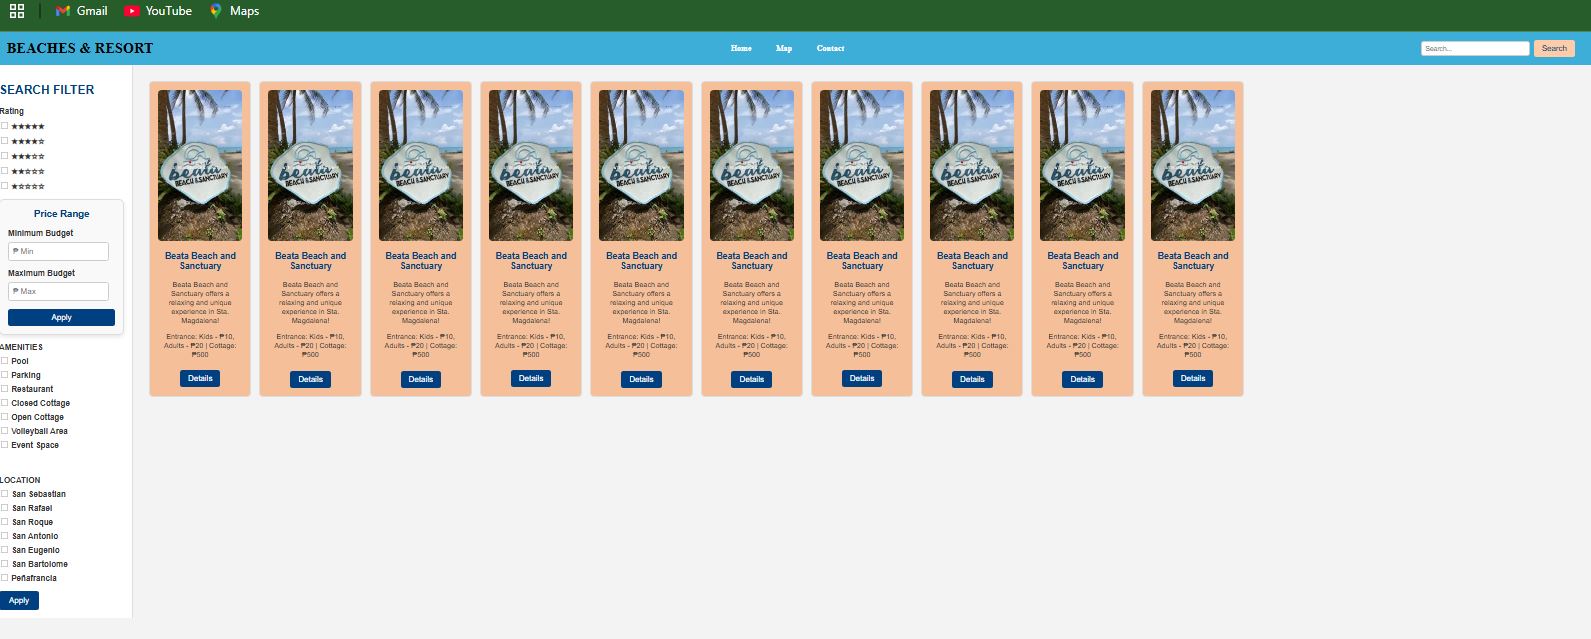 Gmail YouTube Maps
BEACHES & RESORT Home Map Contact Search... Search
SEARCH FILTER
Rating
★★★★★
★★★★☆
★★★☆☆
★★☆☆☆
★☆☆☆☆
Price Range
Minimum Budget
₱ Min
Maximum Budget
₱ Max
Apply
AMENITIES
Pool
Parking
Restaurant
Closed Cottage
Open Cottage
Volleyball Area
Event Space
LOCATION
San Sebastian
San Rafael
San Roque
San Antonio
San Eugenio
San Bartolome
Peñafrancia
Apply
beata
BEACH & SANCTUARY
Beata Beach and
Sanctuary
Beata Beach and
Sanctuary offers a
relaxing and unique
experience in Sta.
Magdalena!
Entrance: Kids - ₱10,
Adults - ₱20 | Cottage:
₱500
Details
beata
BEACH & SANCTUARY
Beata Beach and
Sanctuary
Beata Beach and
Sanctuary offers a
relaxing and unique
experience in Sta.
Magdalena!
Entrance: Kids - ₱10,
Adults - ₱20 | Cottage:
₱500
Details
beata
BEACH & SANCTUARY
Beata Beach and
Sanctuary
Beata Beach and
Sanctuary offers a
relaxing and unique
experience in Sta.
Magdalena!
Entrance: Kids - ₱10,
Adults - ₱20 | Cottage:
₱500
Details
beata
BEACH & SANCTUARY
Beata Beach and
Sanctuary
Beata Beach and
Sanctuary offers a
relaxing and unique
experience in Sta.
Magdalena!
Entrance: Kids - ₱10,
Adults - ₱20 | Cottage:
₱500
Details
beata
BEACH & SANCTUARY
Beata Beach and
Sanctuary
Beata Beach and
Sanctuary offers a
relaxing and unique
experience in Sta.
Magdalena!
Entrance: Kids - ₱10,
Adults - ₱20 | Cottage:
₱500
Details
beata
BEACH & SANCTUARY
Beata Beach and
Sanctuary
Beata Beach and
Sanctuary offers a
relaxing and unique
experience in Sta.
Magdalena!
Entrance: Kids - ₱10,
Adults - ₱20 | Cottage:
₱500
Details
beata
BEACH & SANCTUARY
Beata Beach and
Sanctuary
Beata Beach and
Sanctuary offers a
relaxing and unique
experience in Sta.
Magdalena!
Entrance: Kids - ₱10,
Adults - ₱20 | Cottage:
₱500
Details
beata
BEACH & SANCTUARY
Beata Beach and
Sanctuary
Beata Beach and
Sanctuary offers a
relaxing and unique
experience in Sta.
Magdalena!
Entrance: Kids - ₱10,
Adults - ₱20 | Cottage:
₱500
Details
beata
BEACH & SANCTUARY
Beata Beach and
Sanctuary
Beata Beach and
Sanctuary offers a
relaxing and unique
experience in Sta.
Magdalena!
Entrance: Kids - ₱10,
Adults - ₱20 | Cottage:
₱500
Details
beata
BEACH & SANCTUARY
Beata Beach and
Sanctuary
Beata Beach and
Sanctuary offers a
relaxing and unique
experience in Sta.
Magdalena!
Entrance: Kids - ₱10,
Adults - ₱20 | Cottage:
₱500
Details